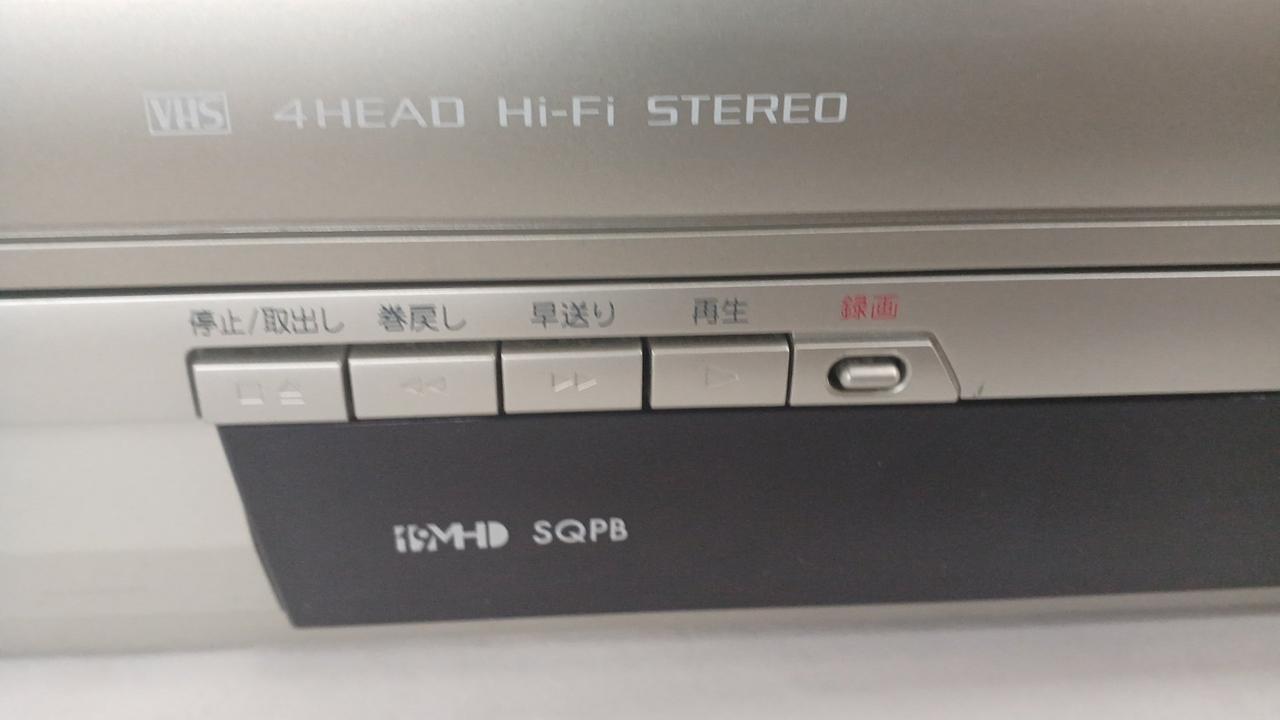 VHS 4HEAD Hi-Fi STEREO
停止/取出し 巻戻し 早送り 再生 録画
19MHD SQPB